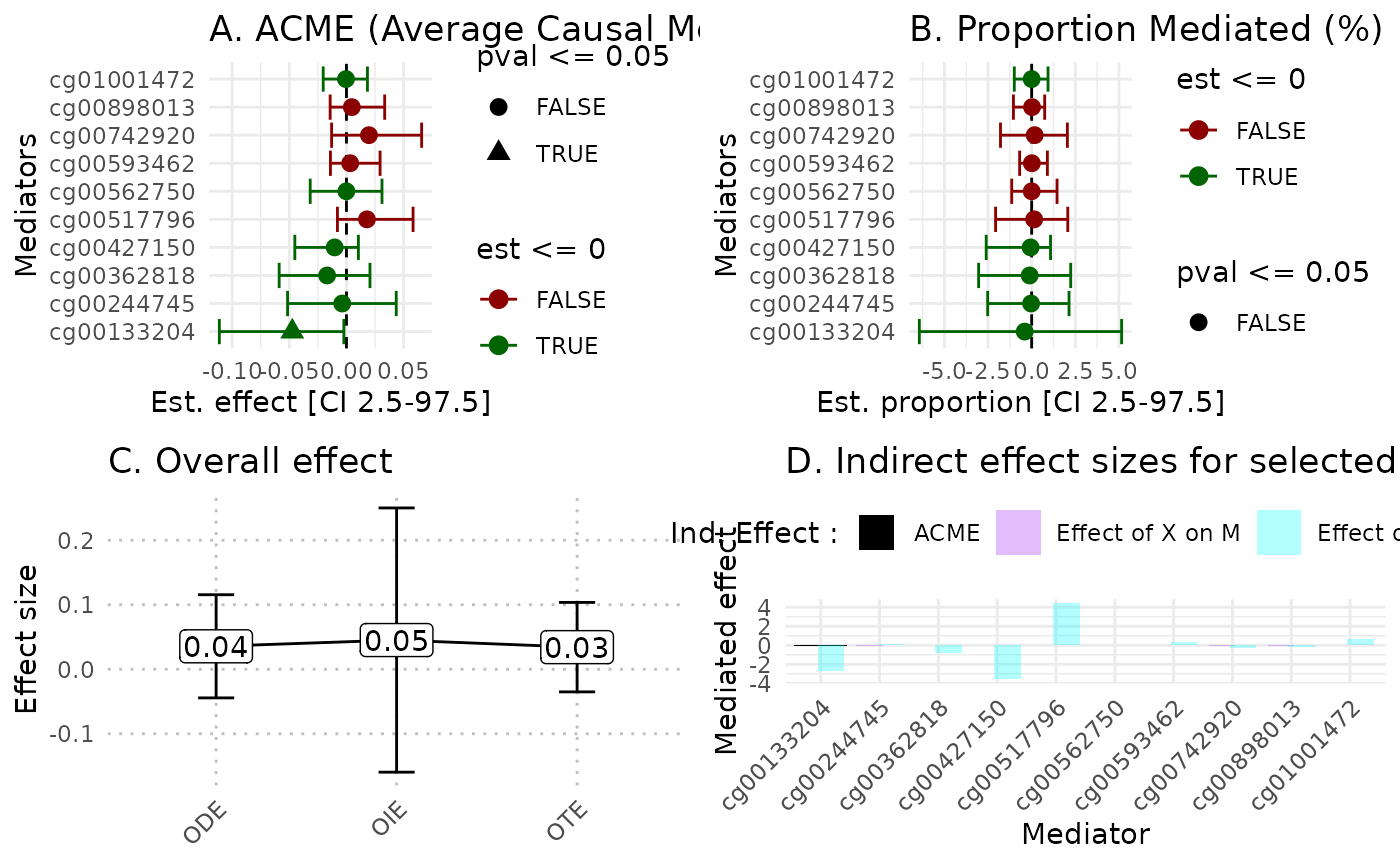 A. ACME (Average Causal
pval <= 0.05
FALSE
TRUE
est <= 0
FALSE
TRUE
Mediators
cg01001472
cg00898013
cg00742920
cg00593462
cg00562750
cg00517796
cg00427150
cg00362818
cg00244745
cg00133204
-0.10 -0.05 0.00 0.05
Est. effect [CI 2.5-97.5]
B. Proportion Mediated (%)
est <= 0
FALSE
TRUE
pval <= 0.05
FALSE
Mediators
cg01001472
cg00898013
cg00742920
cg00593462
cg00562750
cg00517796
cg00427150
cg00362818
cg00244745
cg00133204
-5.0 -2.5 0.0 2.5 5.0
Est. proportion [CI 2.5-97.5]
C. Overall effect
Effect size
0.2
0.1
0.0
-0.1
0.04
0.05
0.03
ODE
OIE
OTE
D. Indirect effect sizes for selected
Ind. Effect : ACME Effect of X on M Effect
Mediated effect
4
2
0
-2
-4
cg00133204
cg00244745
cg00362818
cg00427150
cg00517796
cg00562750
cg00593462
cg00742920
cg00898013
cg01001472
Mediator